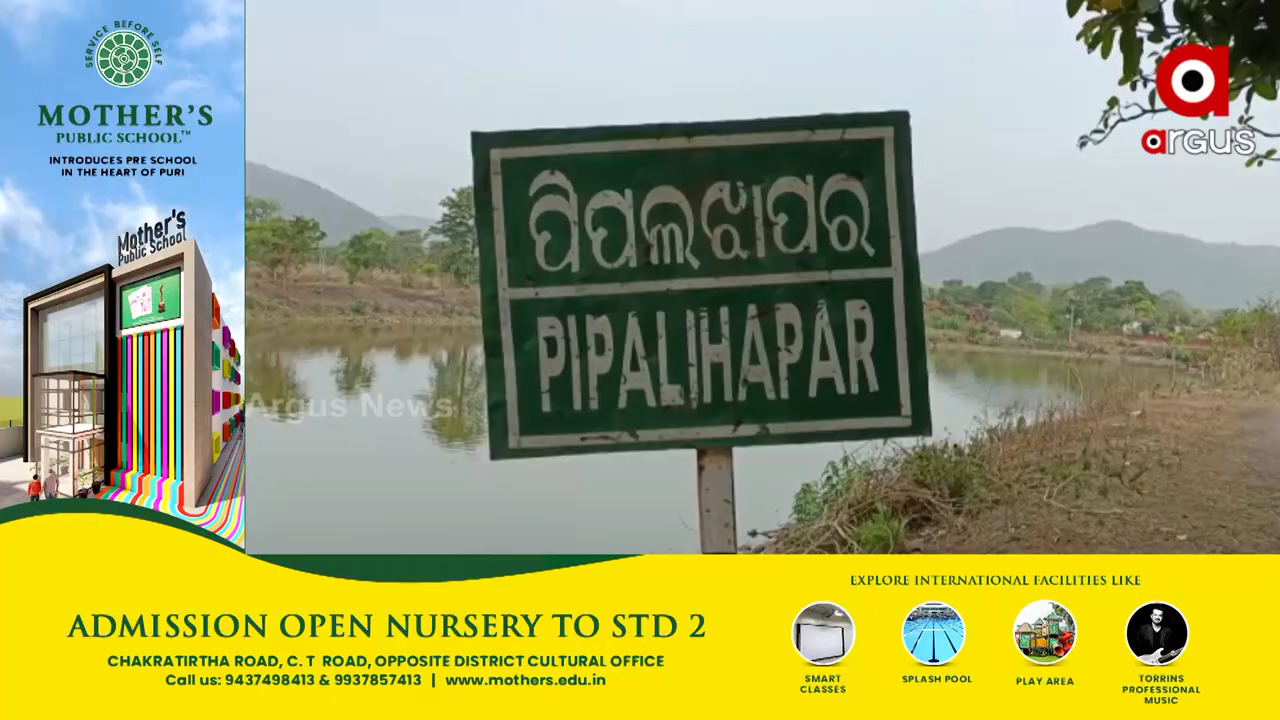 SERVICE BEFORE SELF
MOTHER'S
PUBLIC SCHOOL™
INTRODUCES PRE SCHOOL
IN THE HEART OF PURI
Mother's
Public School
argus
ପିପଲଝାପର
PIPALIHAPAR
Argus News
ADMISSION OPEN NURSERY TO STD 2
CHAKRATIRTHA ROAD, C. T ROAD, OPPOSITE DISTRICT CULTURAL OFFICE
Call us: 9437498413 & 9937857413 | www.mothers.edu.in
EXPLORE INTERNATIONAL FACILITIES LIKE
SMART
CLASSES
SPLASH POOL
PLAY AREA
TORRINS
PROFESSIONAL
MUSIC